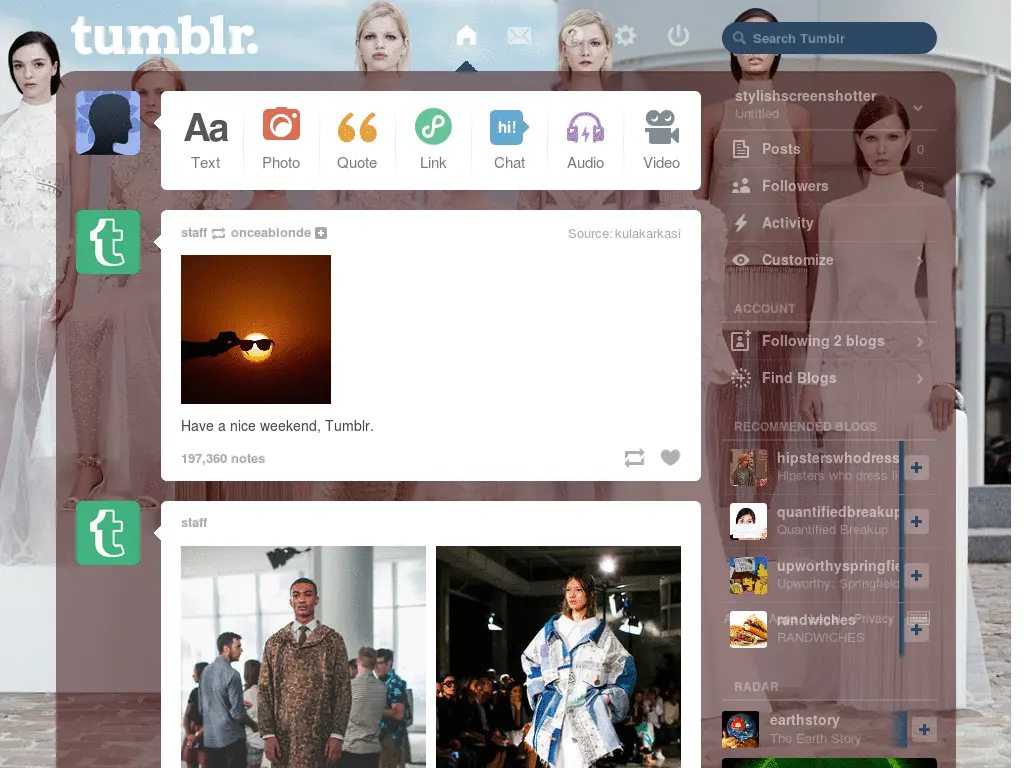 tumblr.
Search Tumblr
Aa
Text
Photo
Quote
Link
hi!
Chat
Audio
Video
staff onceablonde
Source: kulakarkasi
Have a nice weekend, Tumblr.
197,360 notes
staff
stylishscreenshotter
Untitled
Posts 0
Followers 3
Activity
Customize
ACCOUNT
Following 2 blogs
Find Blogs
RECOMMENDED BLOGS
hipsterswhodress
Hipsters who dress li
quantifiedbreakup
Quantified Breakup
upworthyspringfie
Upworthy: Springfield
randwiches
Legal Privacy
RANDWICHES
RADAR
earthstory
The Earth Story